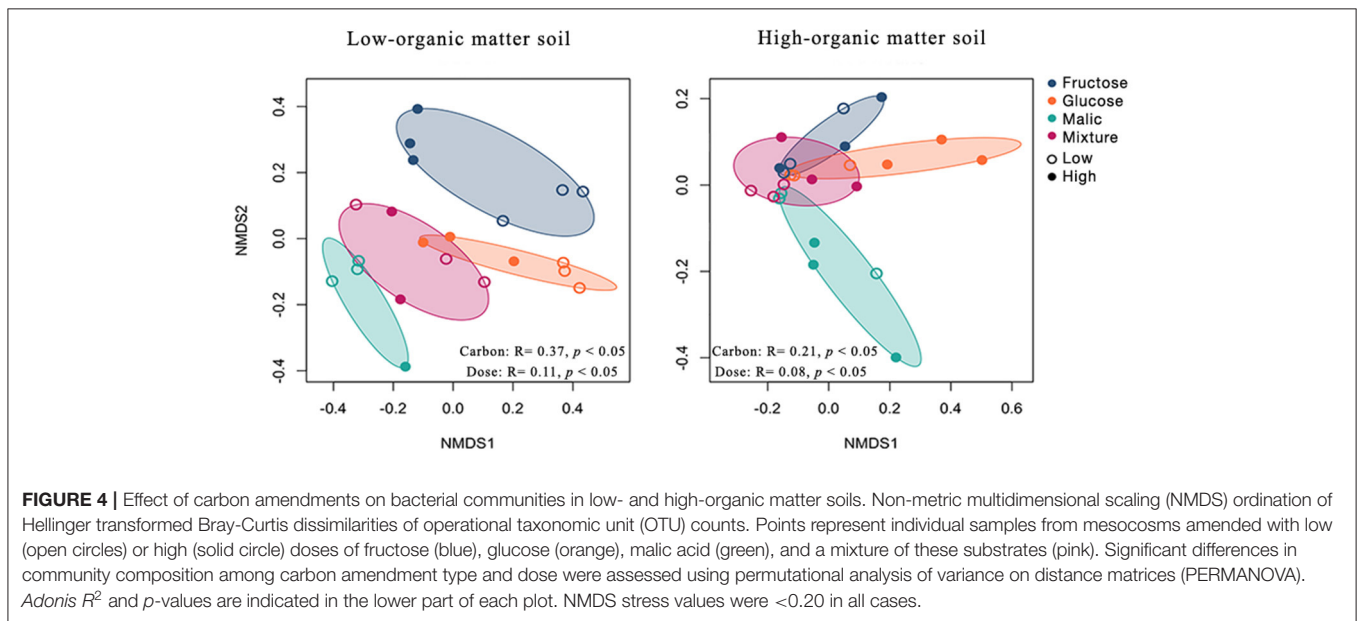 Low-organic matter soil
High-organic matter soil
NMDS2
0.4
0.2
0.0
-0.2
-0.4
-0.4
-0.2
0.0
0.2
0.4
NMDS1
Carbon: R= 0.37, p < 0.05
Dose: R= 0.11, p < 0.05
0.2
0.0
-0.2
-0.4
-0.2
0.0
0.2
0.4
0.6
NMDS1
Carbon: R= 0.21, p < 0.05
Dose: R= 0.08, p < 0.05
Fructose
Glucose
Malic
Mixture
Low
High
FIGURE 4 | Effect of carbon amendments on bacterial communities in low- and high-organic matter soils. Non-metric multidimensional scaling (NMDS) ordination of
Hellinger transformed Bray-Curtis dissimilarities of operational taxonomic unit (OTU) counts. Points represent individual samples from mesocosms amended with low
(open circles) or high (solid circle) doses of fructose (blue), glucose (orange), malic acid (green), and a mixture of these substrates (pink). Significant differences in
community composition among carbon amendment type and dose were assessed using permutational analysis of variance on distance matrices (PERMANOVA).
Adonis R² and p-values are indicated in the lower part of each plot. NMDS stress values were <0.20 in all cases.